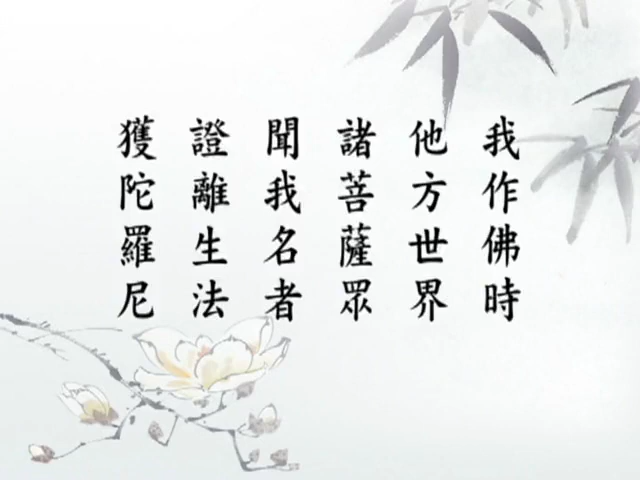 我作佛時
他方世界
諸菩薩眾
聞我名者
證離生法
獲陀羅尼